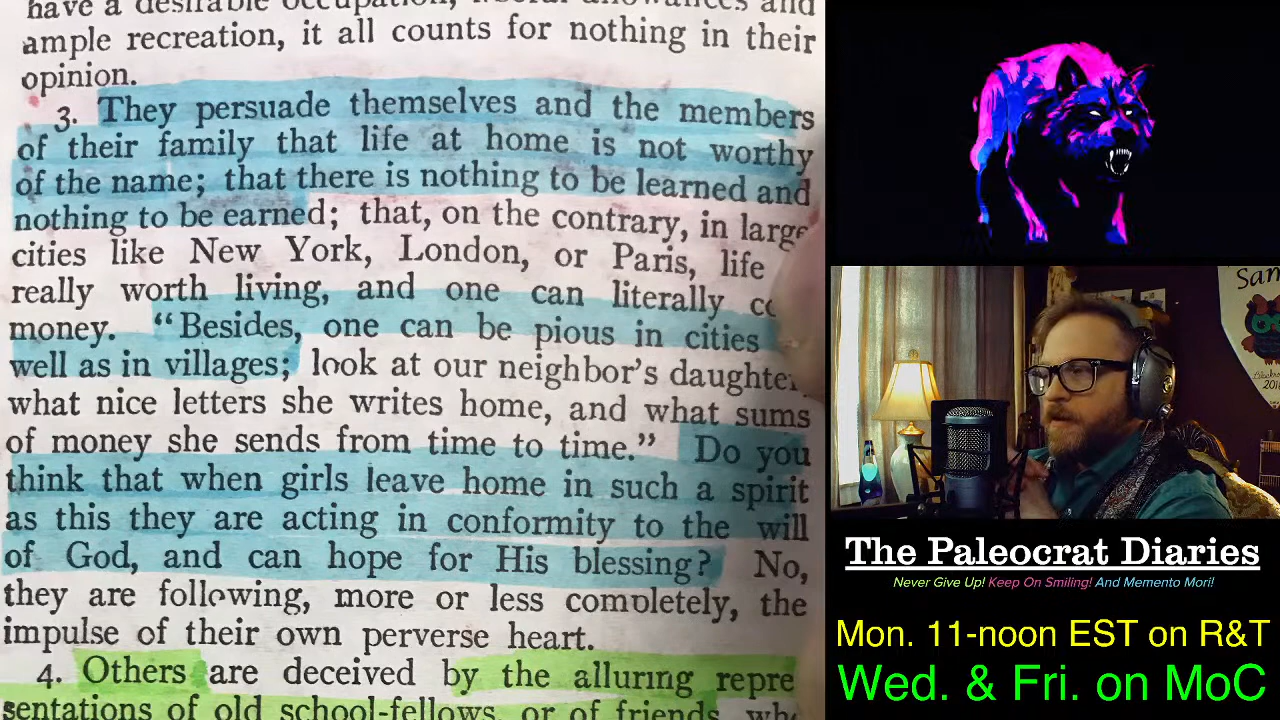 have a desirable occupation, liberal allowances and
ample recreation, it all counts for nothing in their
opinion.
3. They persuade themselves and the members
of their family that life at home is not worthy
of the name; that there is nothing to be learned and
nothing to be earned; that, on the contrary, in large
cities like New York, London, or Paris, life
really worth living, and one can literally co
money. “Besides, one can be pious in cities
well as in villages; look at our neighbor’s daughter
what nice letters she writes home, and what sums
of money she sends from time to time.” Do you
think that when girls leave home in such a spirit
as this they are acting in conformity to the will
of God, and can hope for His blessing? No,
they are following, more or less completely, the
impulse of their own perverse heart.
4. Others are deceived by the alluring repre
sentations of old school-fellows, or of friends
Sam
201
The Paleocrat Diaries
Never Give Up! Keep On Smiling! And Memento Mori!
Mon. 11-noon EST on R&T
Wed. & Fri. on MoC